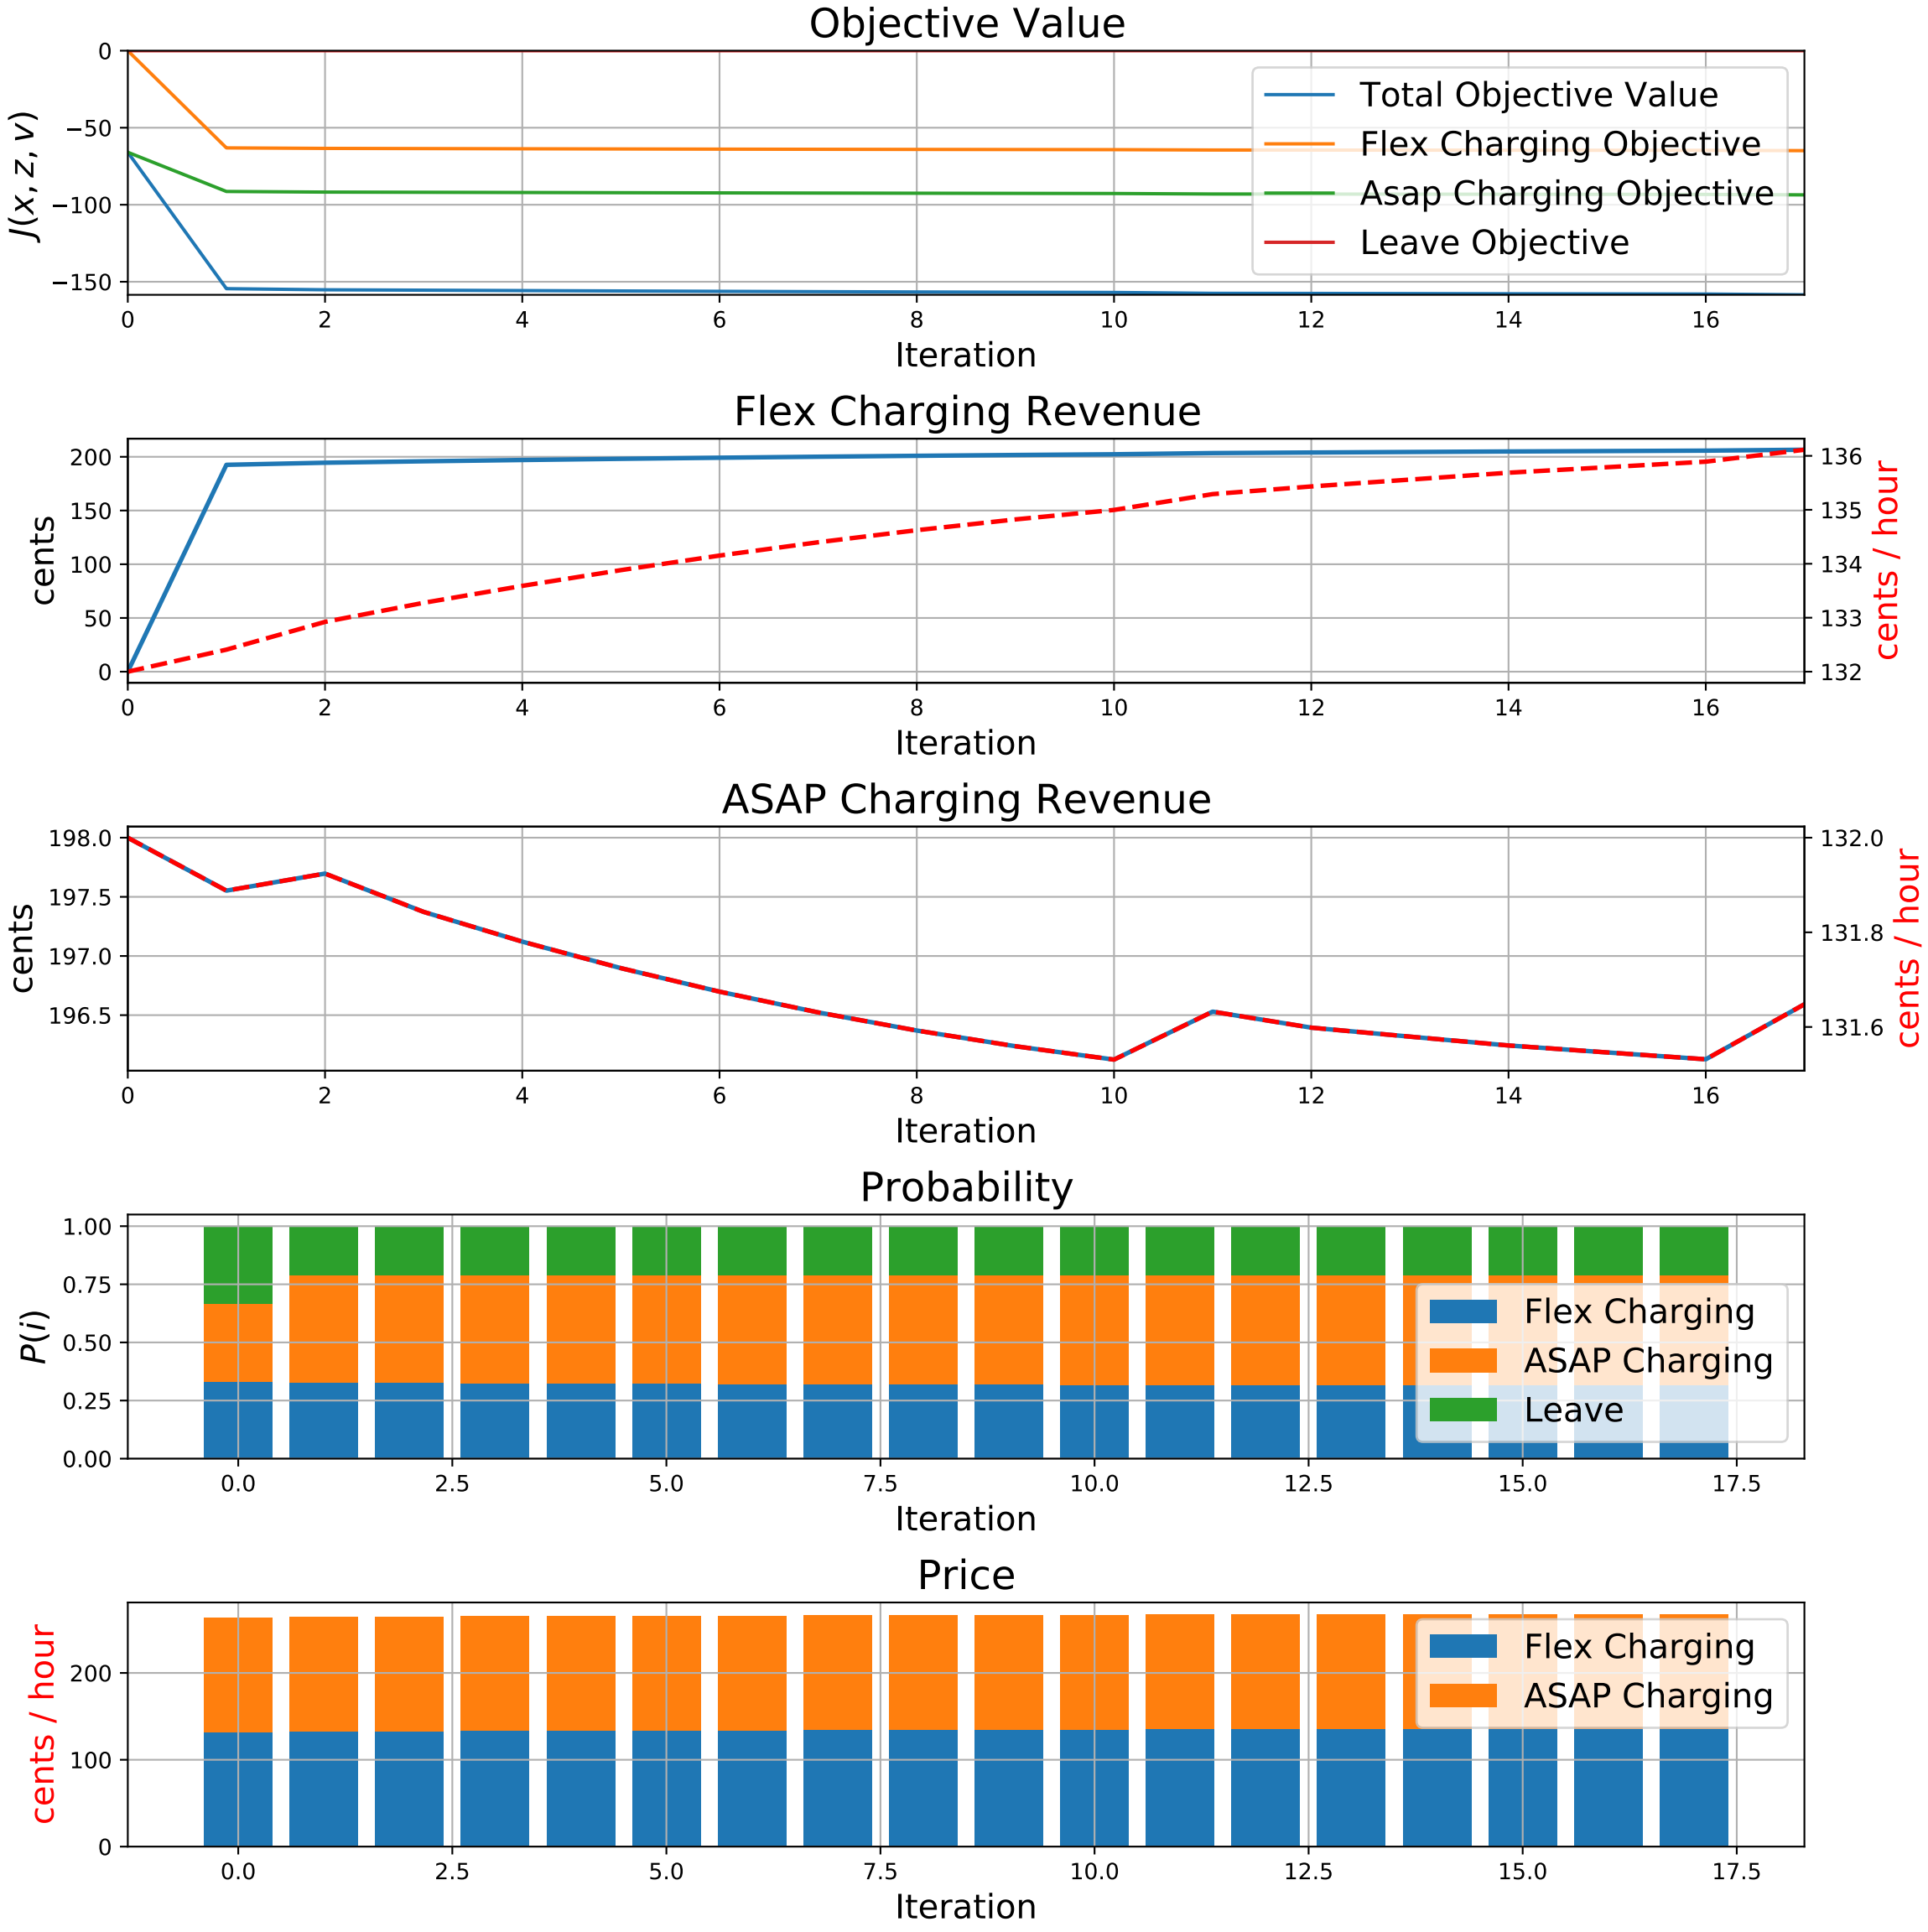 Objective Value
0
−50
−100
−150
J(x, z, v)
Total Objective Value
Flex Charging Objective
Asap Charging Objective
Leave Objective
0 2 4 6 8 10 12 14 16
Iteration
Flex Charging Revenue
200
150
100
50
0
cents
136
135
134
133
132
cents / hour
0 2 4 6 8 10 12 14 16
Iteration
ASAP Charging Revenue
198.0
197.5
197.0
196.5
cents
132.0
131.8
131.6
cents / hour
0 2 4 6 8 10 12 14 16
Iteration
Probability
1.00
0.75
0.50
0.25
0.00
P(i)
Flex Charging
ASAP Charging
Leave
0.0 2.5 5.0 7.5 10.0 12.5 15.0 17.5
Iteration
Price
200
100
0
cents / hour
Flex Charging
ASAP Charging
0.0 2.5 5.0 7.5 10.0 12.5 15.0 17.5
Iteration